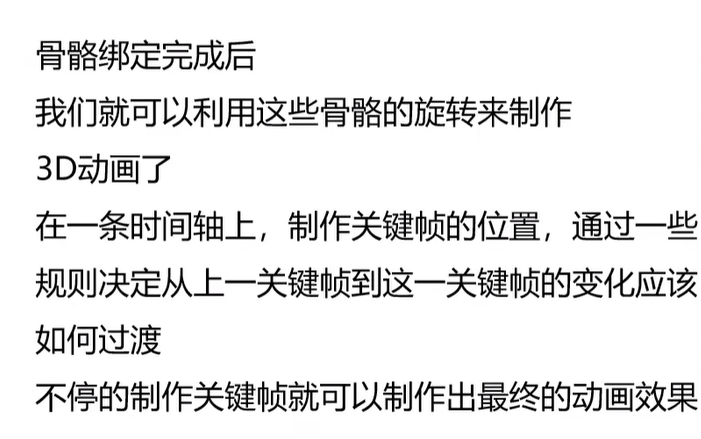 骨骼绑定完成后
我们就可以利用这些骨骼的旋转来制作
3D动画了
在一条时间轴上，制作关键帧的位置，通过一些
规则决定从上一关键帧到这一关键帧的变化应该
如何过渡
不停的制作关键帧就可以制作出最终的动画效果